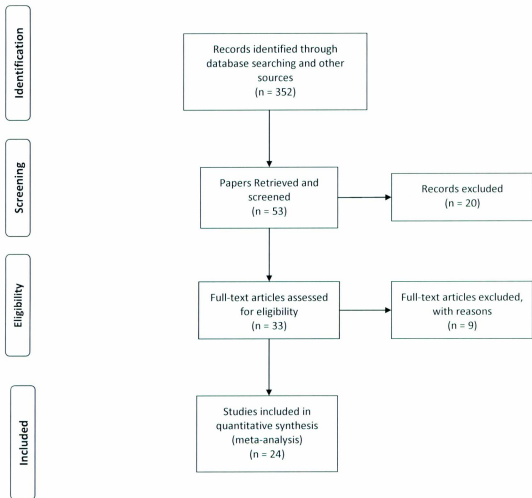 Identification
Records identified through
database searching and other
sources
(n = 352)
Screening
Papers Retrieved and
screened
(n = 53)
Records excluded
(n = 20)
Eligibility
Full-text articles assessed
for eligibility
(n = 33)
Full-text articles excluded,
with reasons
(n = 9)
Included
Studies included in
quantitative synthesis
(meta-analysis)
(n = 24)